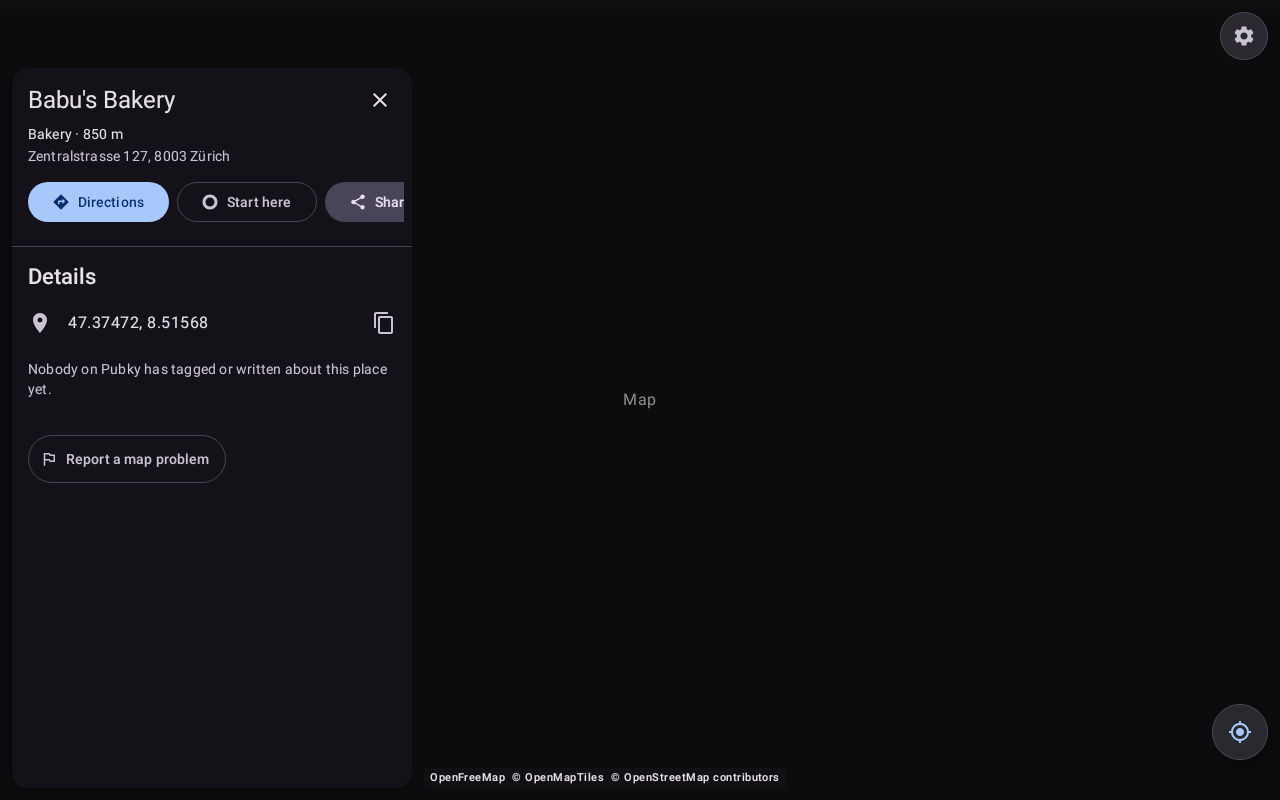 Babu's Bakery
Bakery · 850 m
Zentralstrasse 127, 8003 Zürich
Directions
Start here
Shar
Details
47.37472, 8.51568
Nobody on Pubky has tagged or written about this place
yet.
Report a map problem
Map
OpenFreeMap © OpenMapTiles © OpenStreetMap contributors